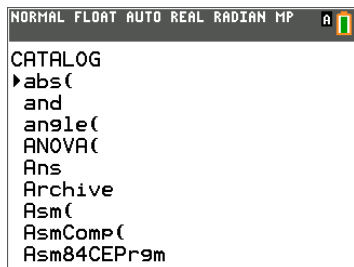 NORMAL FLOAT AUTO REAL RADIAN MP A
CATALOG
▶abs(
and
angle(
ANOVA(
Ans
Archive
Asm(
AsmComp(
Asm84CEPrgm